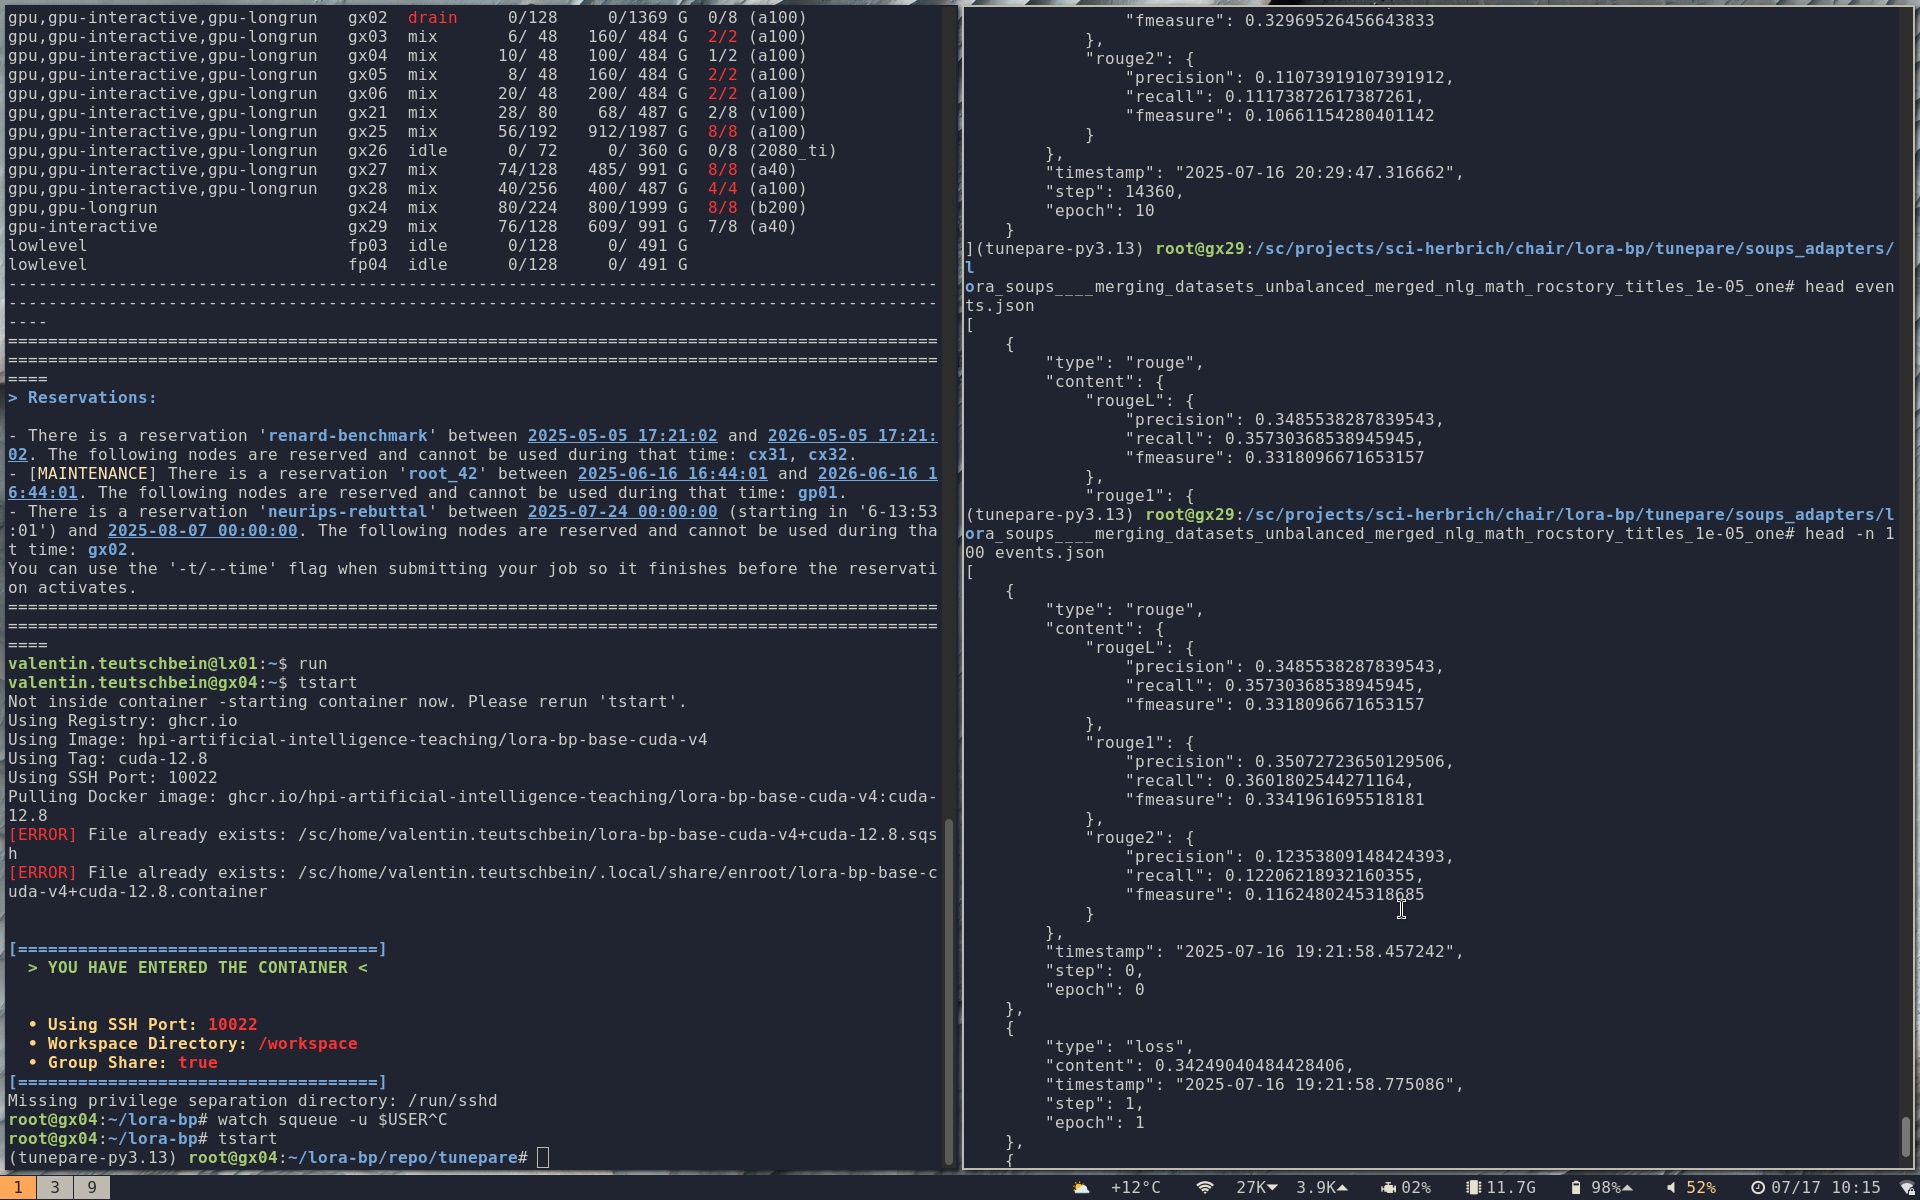 gpu,gpu-interactive,gpu-longrun   gx02  drain     0/128     0/1369 G  0/8 (a100)
gpu,gpu-interactive,gpu-longrun   gx03  mix       6/ 48   160/ 484 G  2/2 (a100)
gpu,gpu-interactive,gpu-longrun   gx04  mix      10/ 48   100/ 484 G  1/2 (a100)
gpu,gpu-interactive,gpu-longrun   gx05  mix       8/ 48   160/ 484 G  2/2 (a100)
gpu,gpu-interactive,gpu-longrun   gx06  mix      20/ 48   200/ 484 G  2/2 (a100)
gpu,gpu-interactive,gpu-longrun   gx21  mix      28/ 80    68/ 487 G  2/8 (v100)
gpu,gpu-interactive,gpu-longrun   gx25  mix      56/192   912/1987 G  8/8 (a100)
gpu,gpu-interactive,gpu-longrun   gx26  idle      0/ 72     0/ 360 G  0/8 (2080_ti)
gpu,gpu-interactive,gpu-longrun   gx27  mix      74/128   485/ 991 G  8/8 (a40)
gpu,gpu-interactive,gpu-longrun   gx28  mix      40/256   400/ 487 G  4/4 (a100)
gpu,gpu-longrun                   gx24  mix      80/224   800/1999 G  8/8 (b200)
gpu-interactive                   gx29  mix      76/128   609/ 991 G  7/8 (a40)
lowlevel                          fp03  idle      0/128     0/ 491 G
lowlevel                          fp04  idle      0/128     0/ 491 G
---------------------------------------------------------------------------------------------
---------------------------------------------------------------------------------------------
----
=============================================================================================
=============================================================================================
====
> Reservations:
- There is a reservation 'renard-benchmark' between 2025-05-05 17:21:02 and 2026-05-05 17:21:
02. The following nodes are reserved and cannot be used during that time: cx31, cx32.
- [MAINTENANCE] There is a reservation 'root_42' between 2025-06-16 16:44:01 and 2026-06-16 1
6:44:01. The following nodes are reserved and cannot be used during that time: gp01.
- There is a reservation 'neurips-rebuttal' between 2025-07-24 00:00:00 (starting in '6-13:53
:01') and 2025-08-07 00:00:00. The following nodes are reserved and cannot be used during tha
t time: gx02.
You can use the '-t/--time' flag when submitting your job so it finishes before the reservati
on activates.
=============================================================================================
=============================================================================================
====
valentin.teutschbein@lx01:~$ run
valentin.teutschbein@gx04:~$ tstart
Not inside container -starting container now. Please rerun 'tstart'.
Using Registry: ghcr.io
Using Image: hpi-artificial-intelligence-teaching/lora-bp-base-cuda-v4
Using Tag: cuda-12.8
Using SSH Port: 10022
Pulling Docker image: ghcr.io/hpi-artificial-intelligence-teaching/lora-bp-base-cuda-v4:cuda-
12.8
[ERROR] File already exists: /sc/home/valentin.teutschbein/lora-bp-base-cuda-v4+cuda-12.8.sqs
h
[ERROR] File already exists: /sc/home/valentin.teutschbein/.local/share/enroot/lora-bp-base-c
uda-v4+cuda-12.8.container
[====================================]
> YOU HAVE ENTERED THE CONTAINER <
• Using SSH Port: 10022
• Workspace Directory: /workspace
• Group Share: true
[====================================]
Missing privilege separation directory: /run/sshd
root@gx04:~/lora-bp# watch squeue -u $USER^C
root@gx04:~/lora-bp# tstart
(tunepare-py3.13) root@gx04:~/lora-bp/repo/tunepare#
"fmeasure": 0.32969526456643833
},
"rouge2": {
"precision": 0.11073919107391912,
"recall": 0.11173872617387261,
"fmeasure": 0.10661154280401142
}
},
"timestamp": "2025-07-16 20:29:47.316662",
"step": 14360,
"epoch": 10
}
](tunepare-py3.13) root@gx29:/sc/projects/sci-herbrich/chair/lora-bp/tunepare/soups_adapters/
l
ora_soups____merging_datasets_unbalanced_merged_nlg_math_rocstory_titles_1e-05_one# head even
ts.json
[
{
"type": "rouge",
"content": {
"rougeL": {
"precision": 0.3485538287839543,
"recall": 0.35730368538945945,
"fmeasure": 0.3318096671653157
},
"rouge1": {
(tunepare-py3.13) root@gx29:/sc/projects/sci-herbrich/chair/lora-bp/tunepare/soups_adapters/l
ora_soups____merging_datasets_unbalanced_merged_nlg_math_rocstory_titles_1e-05_one# head -n 1
00 events.json
[
{
"type": "rouge",
"content": {
"rougeL": {
"precision": 0.3485538287839543,
"recall": 0.35730368538945945,
"fmeasure": 0.3318096671653157
},
"rouge1": {
"precision": 0.35072723650129506,
"recall": 0.3601802544271164,
"fmeasure": 0.3341961695518181
},
"rouge2": {
"precision": 0.12353809148424393,
"recall": 0.12206218932160355,
"fmeasure": 0.1162480245318685
}
},
"timestamp": "2025-07-16 19:21:58.457242",
"step": 0,
"epoch": 0
},
{
"type": "loss",
"content": 0.34249040484428406,
"timestamp": "2025-07-16 19:21:58.775086",
"step": 1,
"epoch": 1
},
{
1 3 9 +12°C 27K 3.9K 02% 11.7G 98% 52% 07/17 10:15